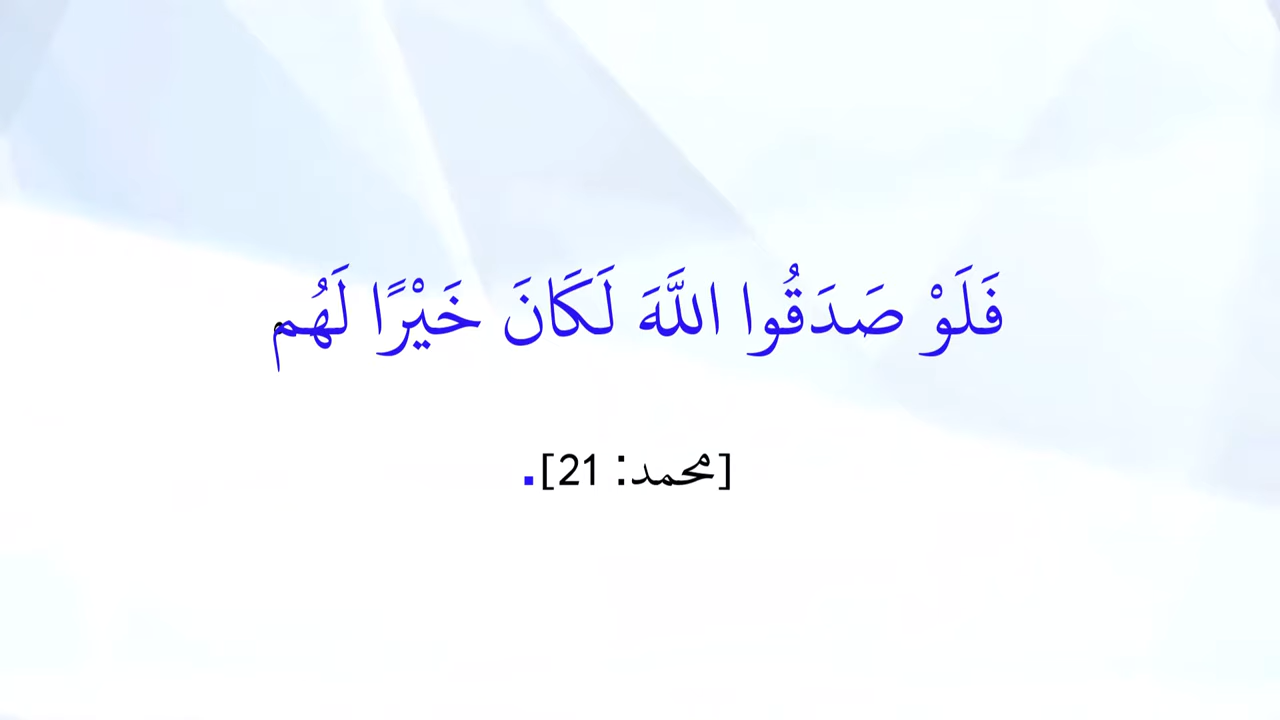 فَلَوْ صَدَقُوا اللَّهَ لَكَانَ خَيْرًا لَهُم
[محمد: 21].